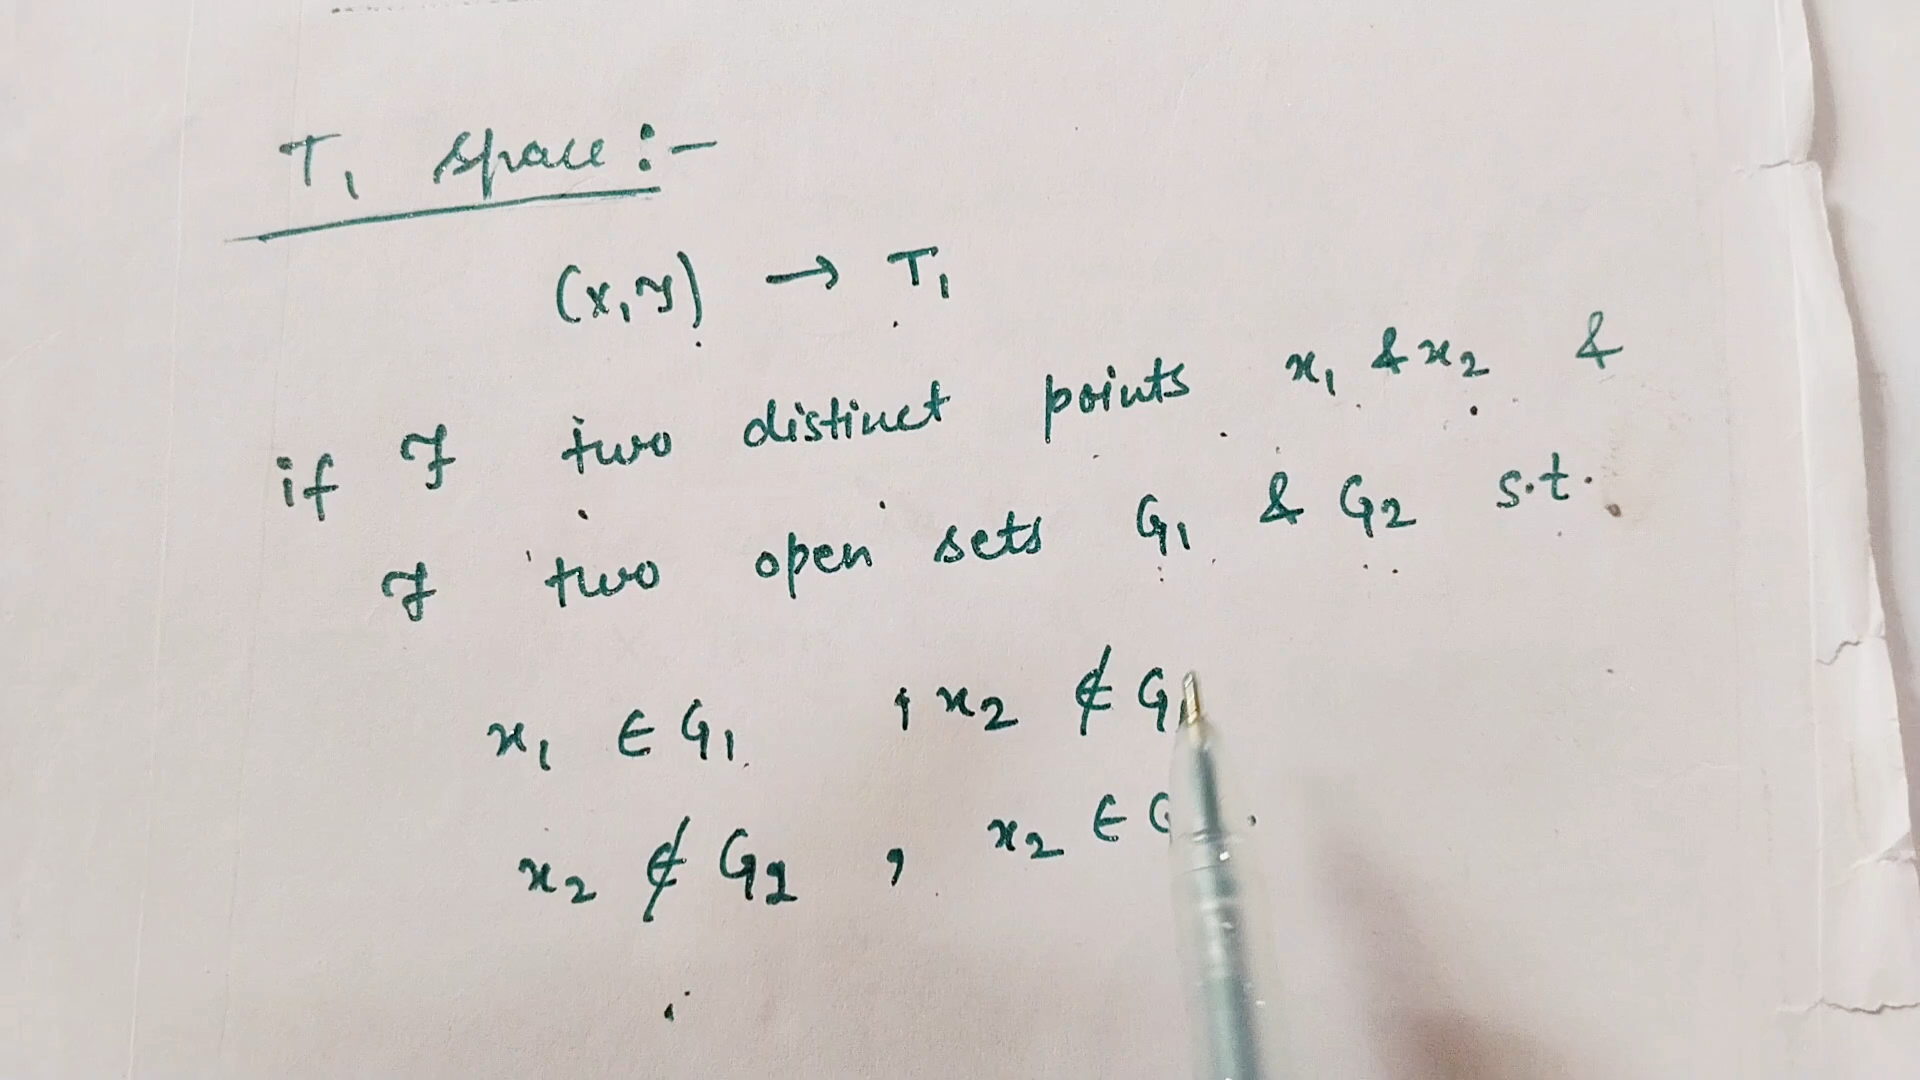 T₁ space :-
(X, ℑ) → T₁
if ∃ two distinct points x₁ & x₂ &
∃ two open sets G₁ & G₂ s.t.
x₁ ∈ G₁ , x₂ ∉ G₁
x₂ ∉ G₂ , x₂ ∈ G